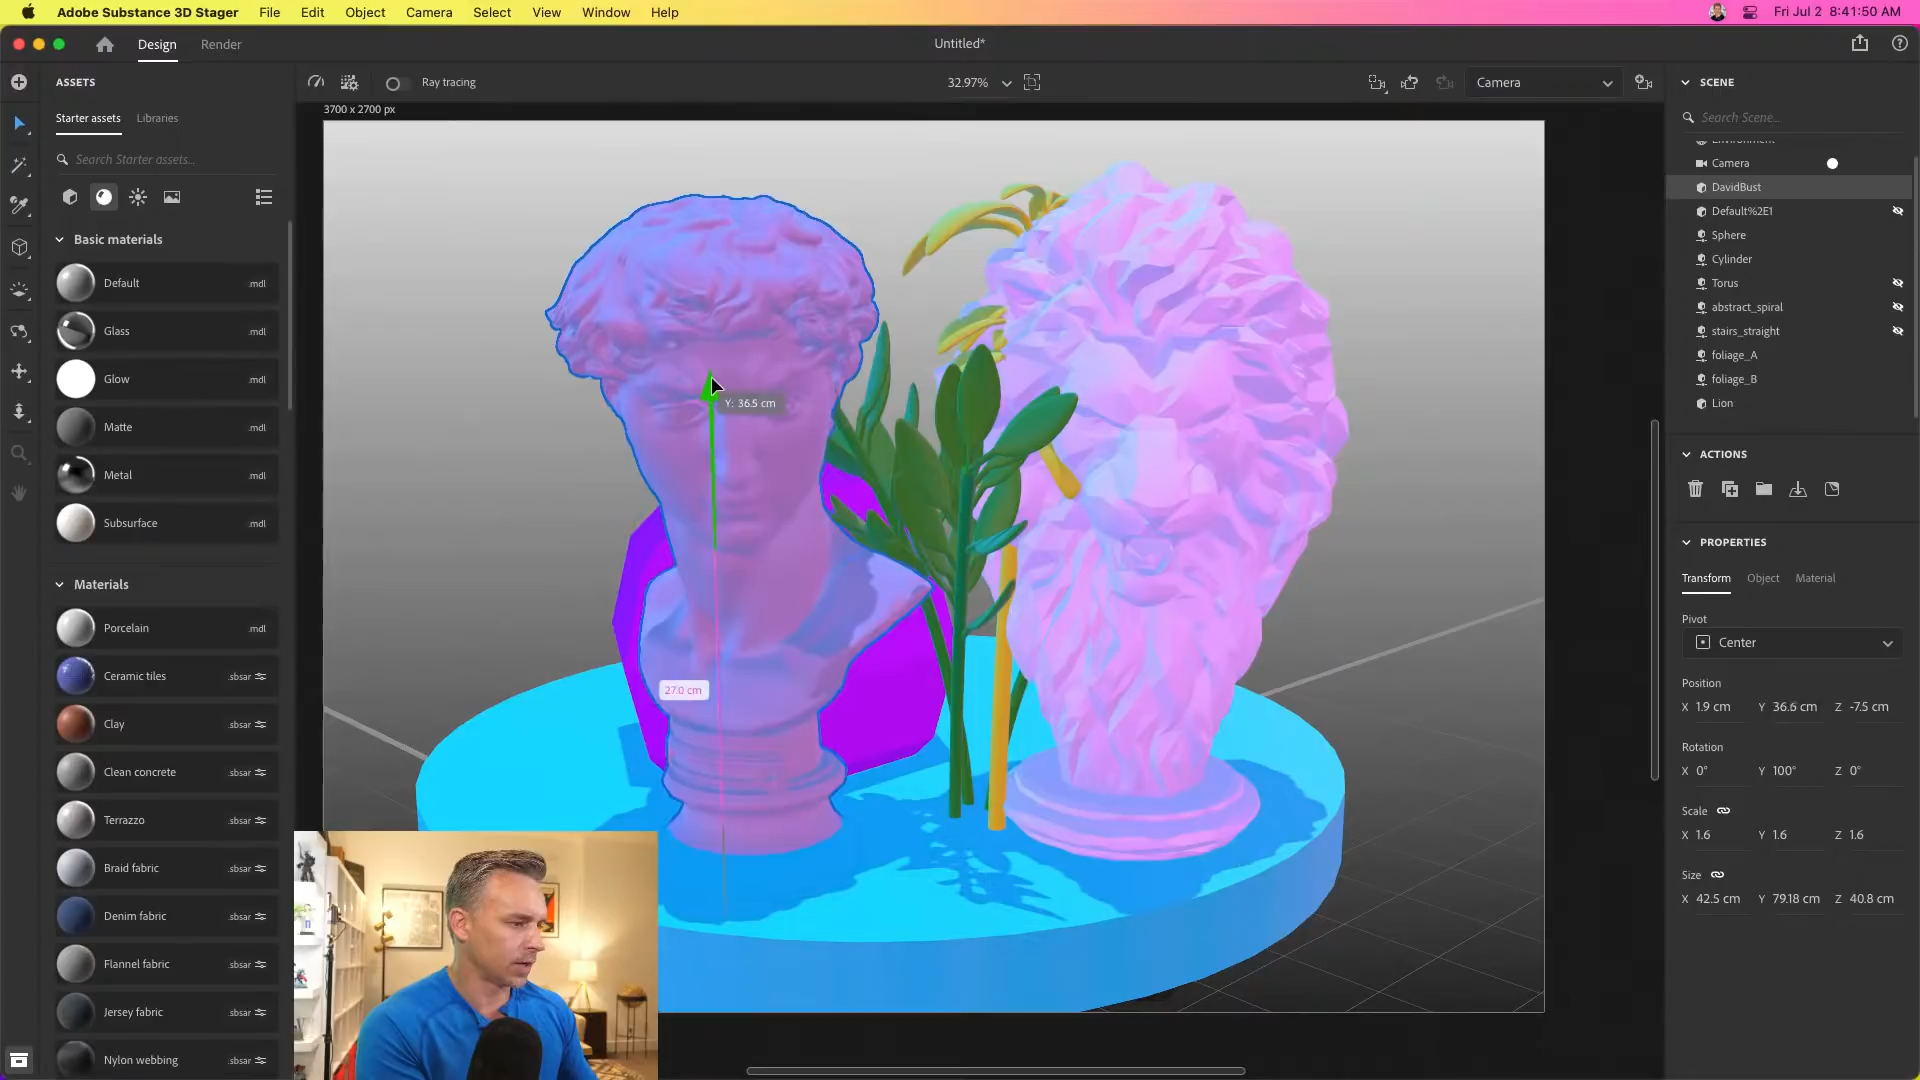 Adobe Substance 3D Stager File Edit Object Camera Select View Window Help Fri Jul 2 8:41:50 AM
Design Render Untitled*
ASSETS
Starter assets Libraries
Search Starter assets...
Basic materials
Default .mdl
Glass .mdl
Glow .mdl
Matte .mdl
Metal .mdl
Subsurface .mdl
Materials
Porcelain .mdl
Ceramic tiles .sbsar
Clay .sbsar
Clean concrete .sbsar
Terrazzo .sbsar
Braid fabric .sbsar
Denim fabric .sbsar
Flannel fabric .sbsar
Jersey fabric .sbsar
Nylon webbing .sbsar
Ray tracing 32.97% Camera
3700 x 2700 px
Y: 36.5 cm
27.0 cm
SCENE
Search Scene...
Environment
Camera
DavidBust
Default%2E1
Sphere
Cylinder
Torus
abstract_spiral
stairs_straight
foliage_A
foliage_B
Lion
ACTIONS
PROPERTIES
Transform Object Material
Pivot
Center
Position
X 1.9 cm Y 36.6 cm Z -7.5 cm
Rotation
X 0° Y 100° Z 0°
Scale
X 1.6 Y 1.6 Z 1.6
Size
X 42.5 cm Y 79.18 cm Z 40.8 cm